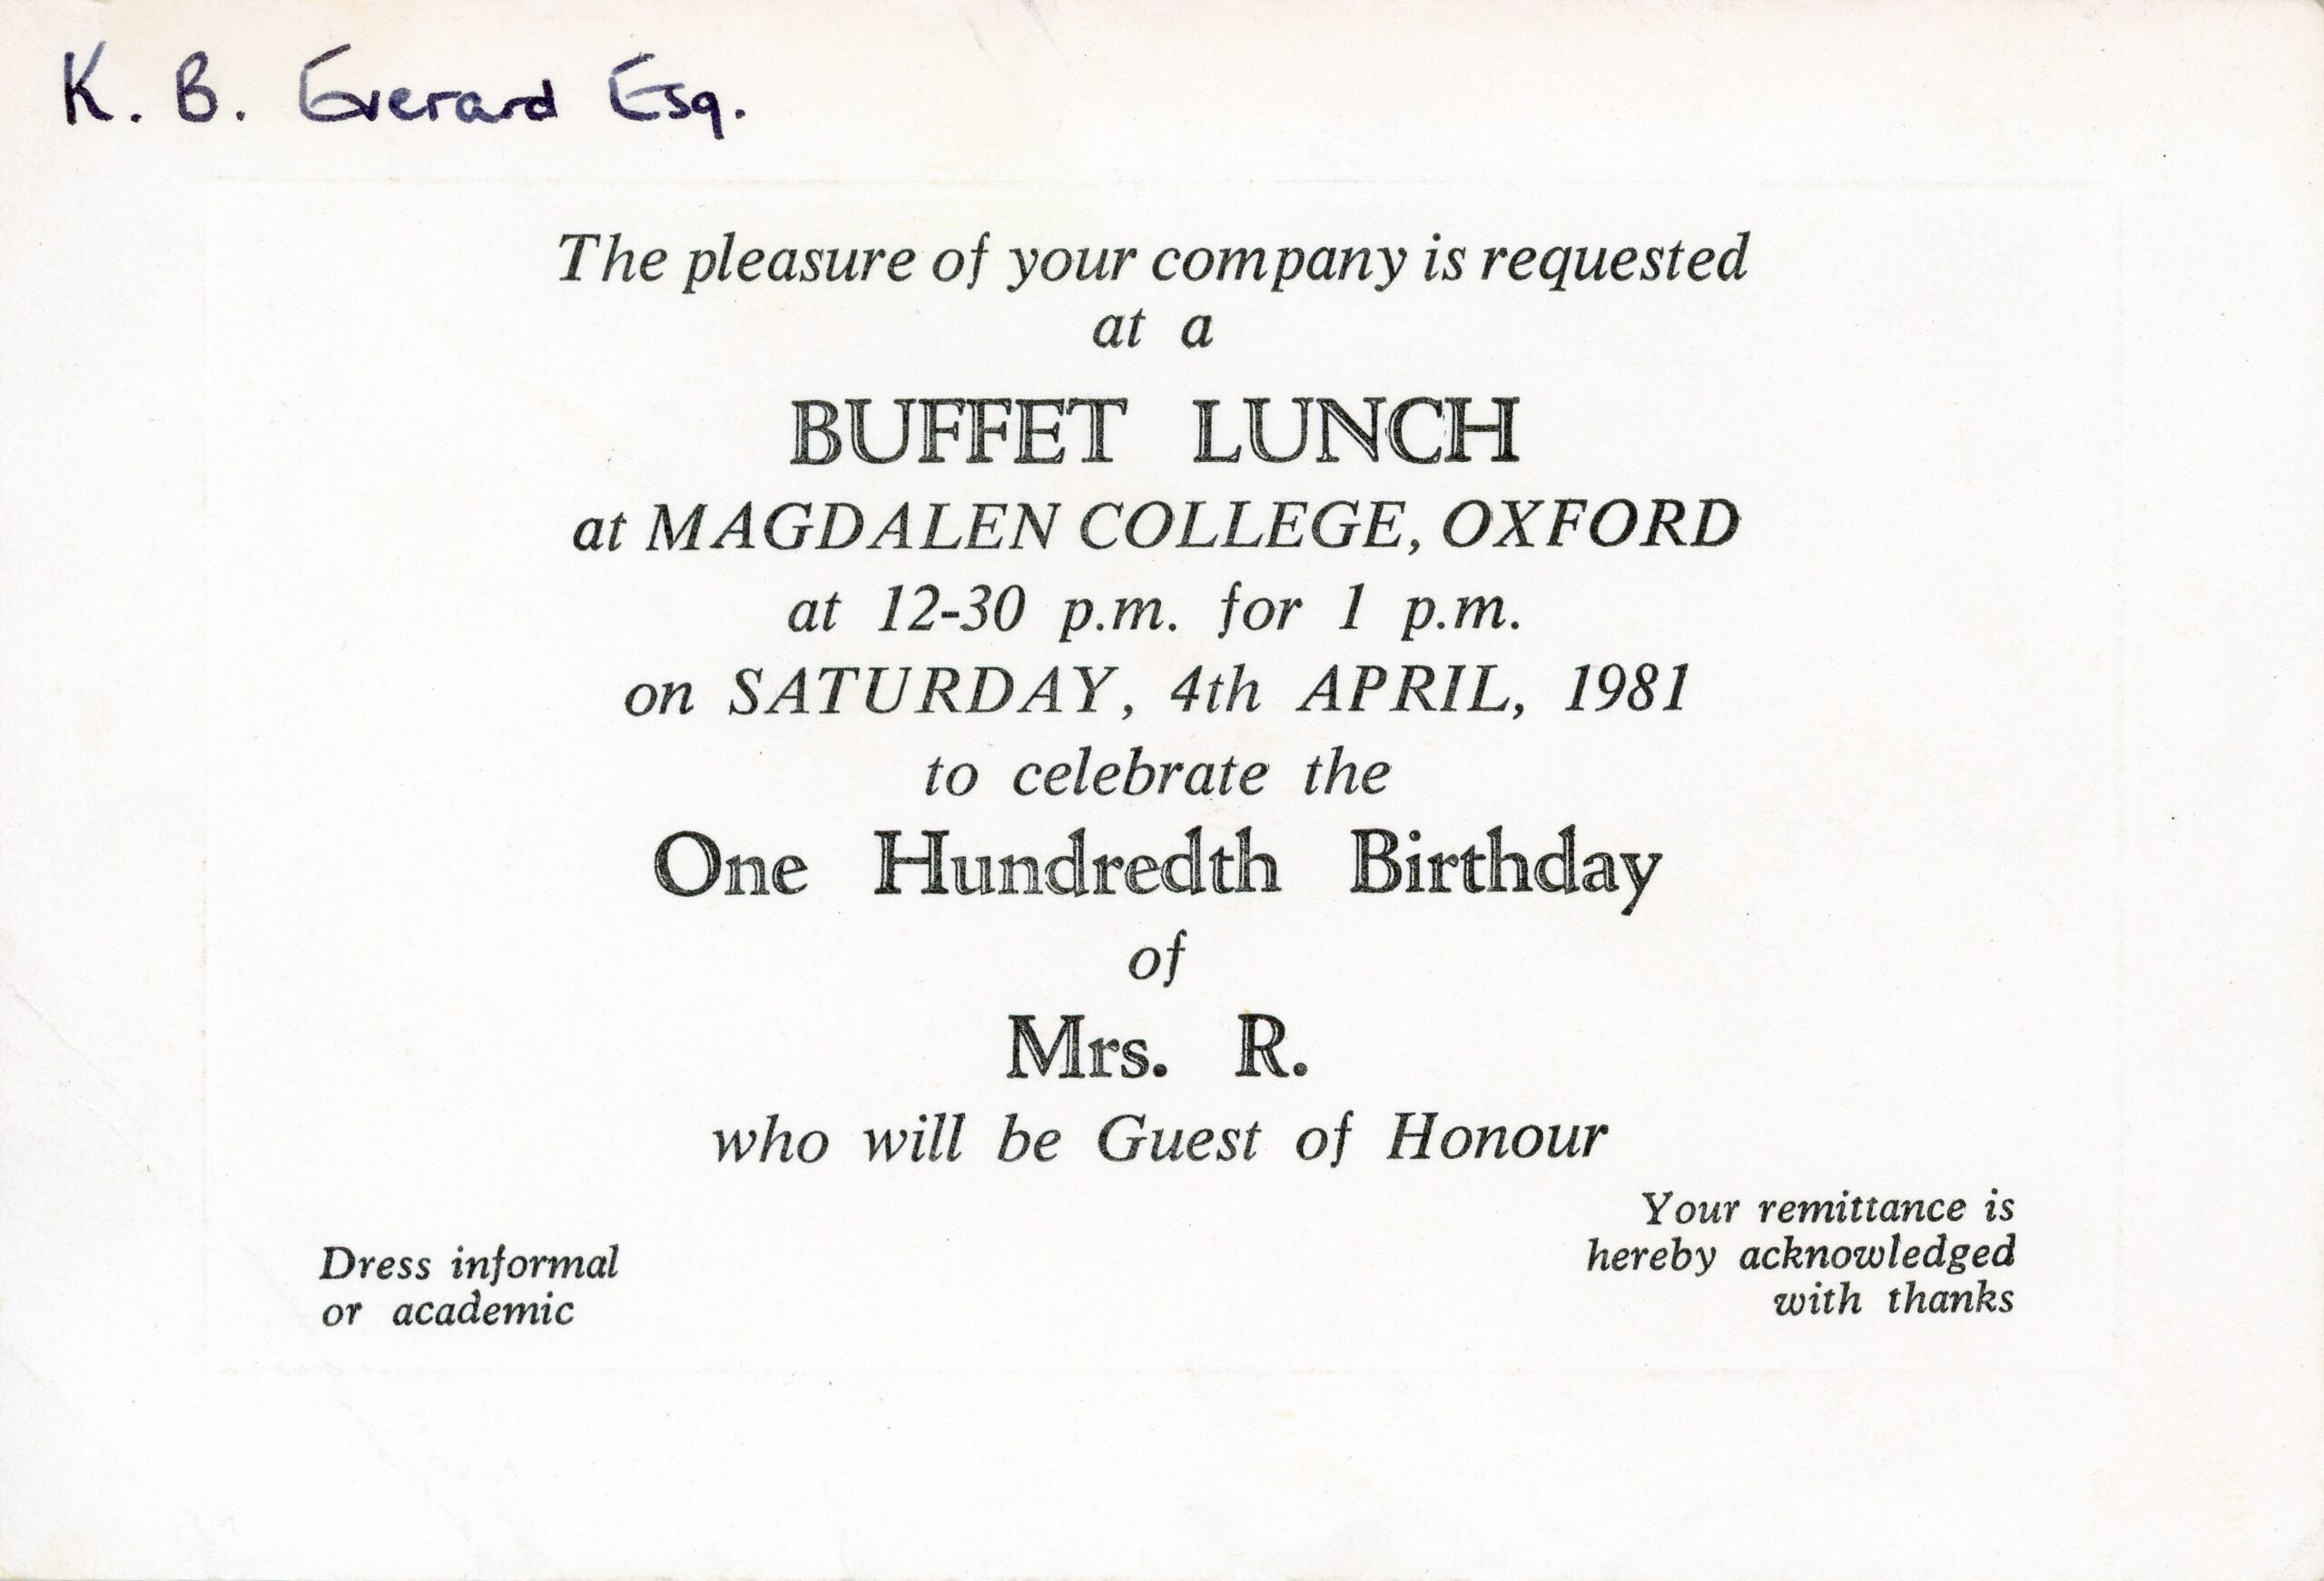 K. B. Everard Esq.
The pleasure of your company is requested
at a
BUFFET LUNCH
at MAGDALEN COLLEGE, OXFORD
at 12-30 p.m. for 1 p.m.
on SATURDAY, 4th APRIL, 1981
to celebrate the
One Hundredth Birthday
of
Mrs. R.
who will be Guest of Honour
Dress informal
or academic
Your remittance is
hereby acknowledged
with thanks